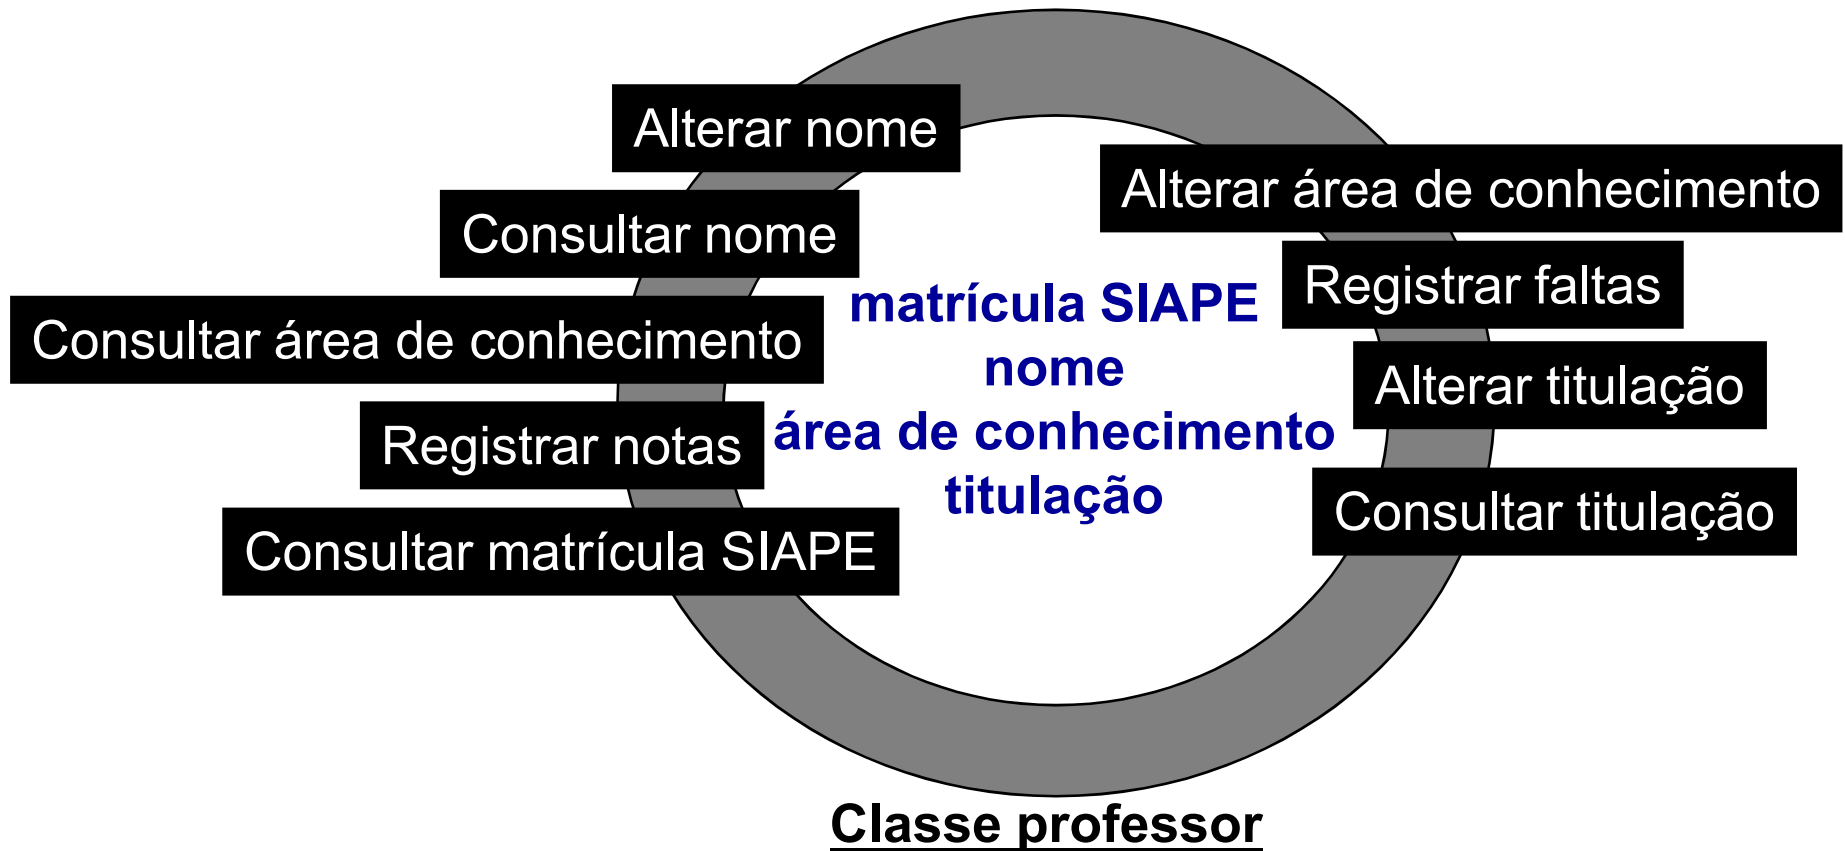 Alterar nome
Consultar nome
Consultar área de conhecimento
Registrar notas
Consultar matrícula SIAPE
matrícula SIAPE
nome
área de conhecimento
titulação
Alterar área de conhecimento
Registrar faltas
Alterar titulação
Consultar titulação
Classe professor